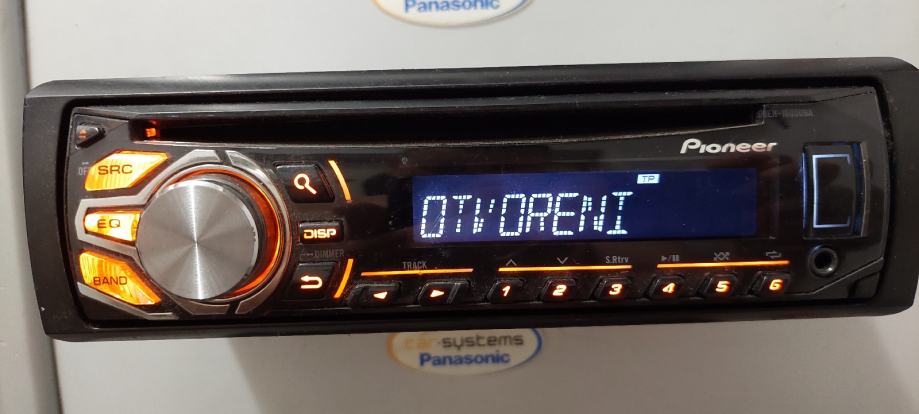 Panasonic
Pioneer
SRC
EQ
BAND
DISP
DIMMER
TP
OTVORENI
TRACK
S.Rtrv
1 2 3 4 5 6
car-systems
Panasonic